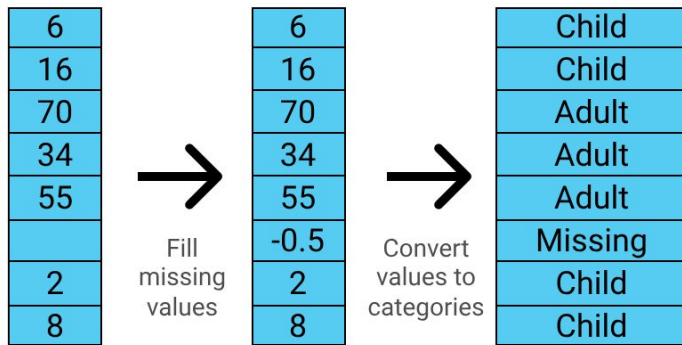 6
16
70
34
55
2
8
Fill
missing
values
6
16
70
34
55
-0.5
2
8
Convert
values to
categories
Child
Child
Adult
Adult
Adult
Missing
Child
Child